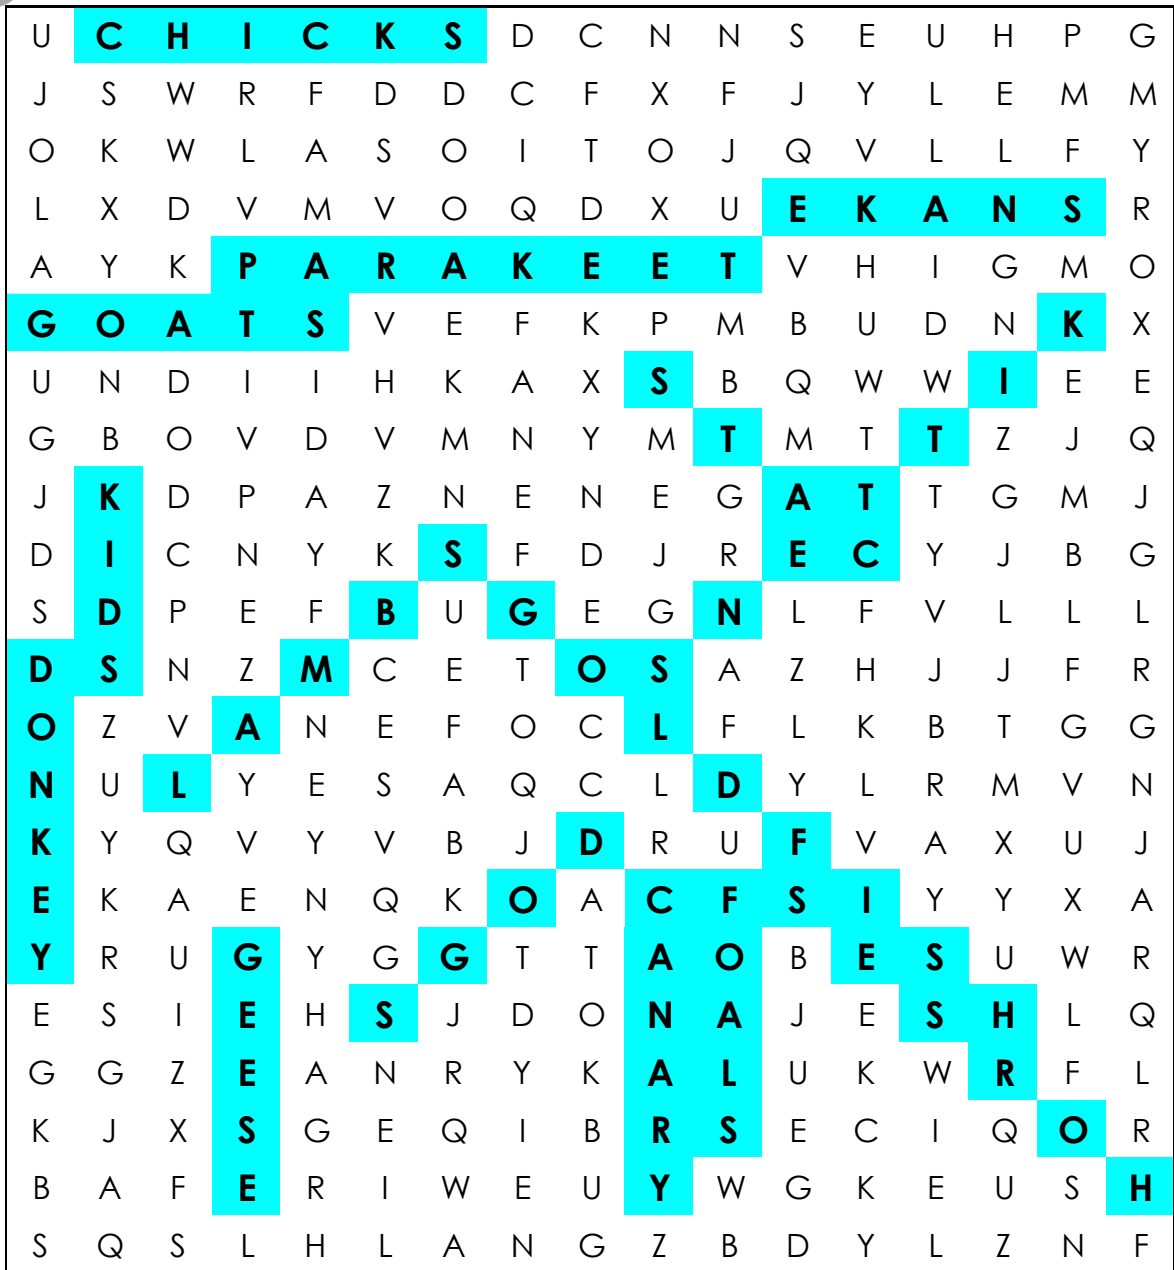 U C H I C K S D C N N S E U H P G
J S W R F D D C F X F J Y L E M M
O K W L A S O I T O J Q V L L F Y
L X D V M V O Q D X U E K A N S R
A Y K P A R A K E E T V H I G M O
G O A T S V E F K P M B U D N K X
U N D I I H K A X S B Q W W I E E
G B O V D V M N Y M T M T T Z J Q
J K D P A Z N E N E G A T T G M J
D I C N Y K S F D J R E C Y J B G
S D P E F B U G E G N L F V L L L
D S N Z M C E T O S A Z H J J F R
O Z V A N E F O C L F L K B T G G
N U L Y E S A Q C L D Y L R M V N
K Y Q V Y V B J D R U F V A X U J
E K A E N Q K O A C F S I Y Y X A
Y R U G Y G G T T A O B E S U W R
E S I E H S J D O N A J E S H L Q
G G Z E A N R Y K A L U K W R F L
K J X S G E Q I B R S E C I Q O R
B A F E R I W E U Y W G K E U S H
S Q S L H L A N G Z B D Y L Z N F